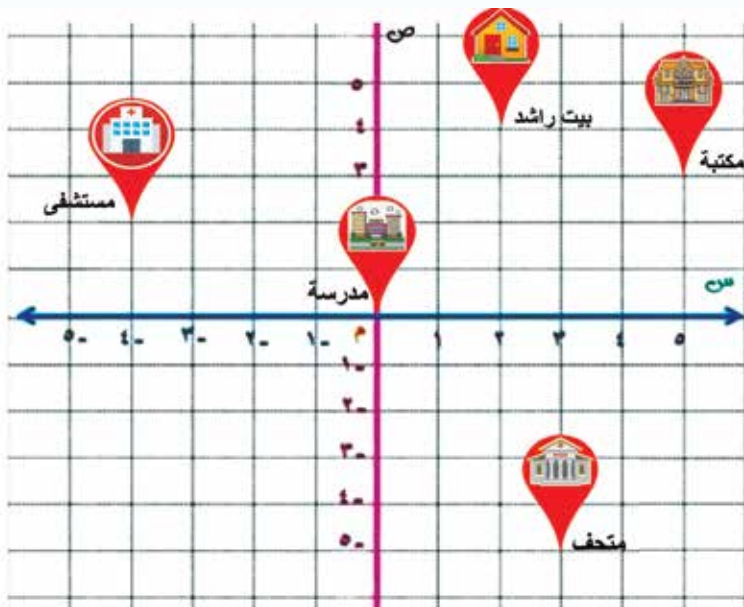 ص
٥
بيت راشد
٤
مكتبة
٣
مستشفى
مدرسة
س
-٥ -٤ -٣ -٢ -١ م ١ ٢ ٣ ٤ ٥
-١
-٢
-٣
-٤
-٥
متحف